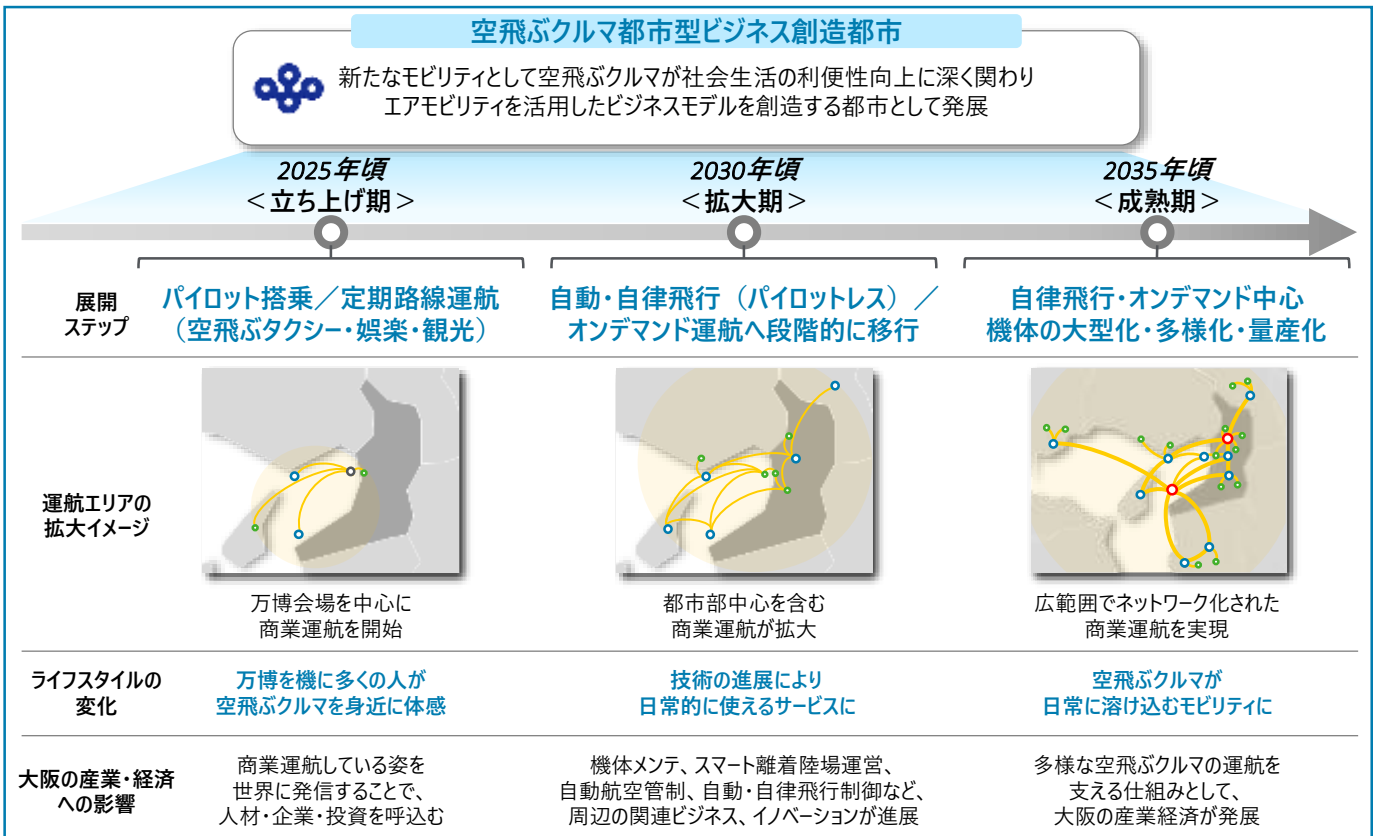 空飛ぶクルマ都市型ビジネス創造都市
新たなモビリティとして空飛ぶクルマが社会生活の利便性向上に深く関わり
エアモビリティを活用したビジネスモデルを創造する都市として発展
2025年頃
＜立ち上げ期＞
2030年頃
＜拡大期＞
2035年頃
＜成熟期＞
展開
ステップ
パイロット搭乗／定期路線運航
（空飛ぶタクシー・娯楽・観光）
自動・自律飛行（パイロットレス）／
オンデマンド運航へ段階的に移行
自律飛行・オンデマンド中心
機体の大型化・多様化・量産化
運航エリアの
拡大イメージ
万博会場を中心に
商業運航を開始
都市部中心を含む
商業運航が拡大
広範囲でネットワーク化された
商業運航を実現
ライフスタイルの
変化
万博を機に多くの人が
空飛ぶクルマを身近に体感
技術の進展により
日常的に使えるサービスに
空飛ぶクルマが
日常に溶け込むモビリティに
大阪の産業・経済
への影響
商業運航している姿を
世界に発信することで、
人材・企業・投資を呼込む
機体メンテ、スマート離着陸場運営、
自動航空管制、自動・自律飛行制御など、
周辺の関連ビジネス、イノベーションが進展
多様な空飛ぶクルマの運航を
支える仕組みとして、
大阪の産業経済が発展